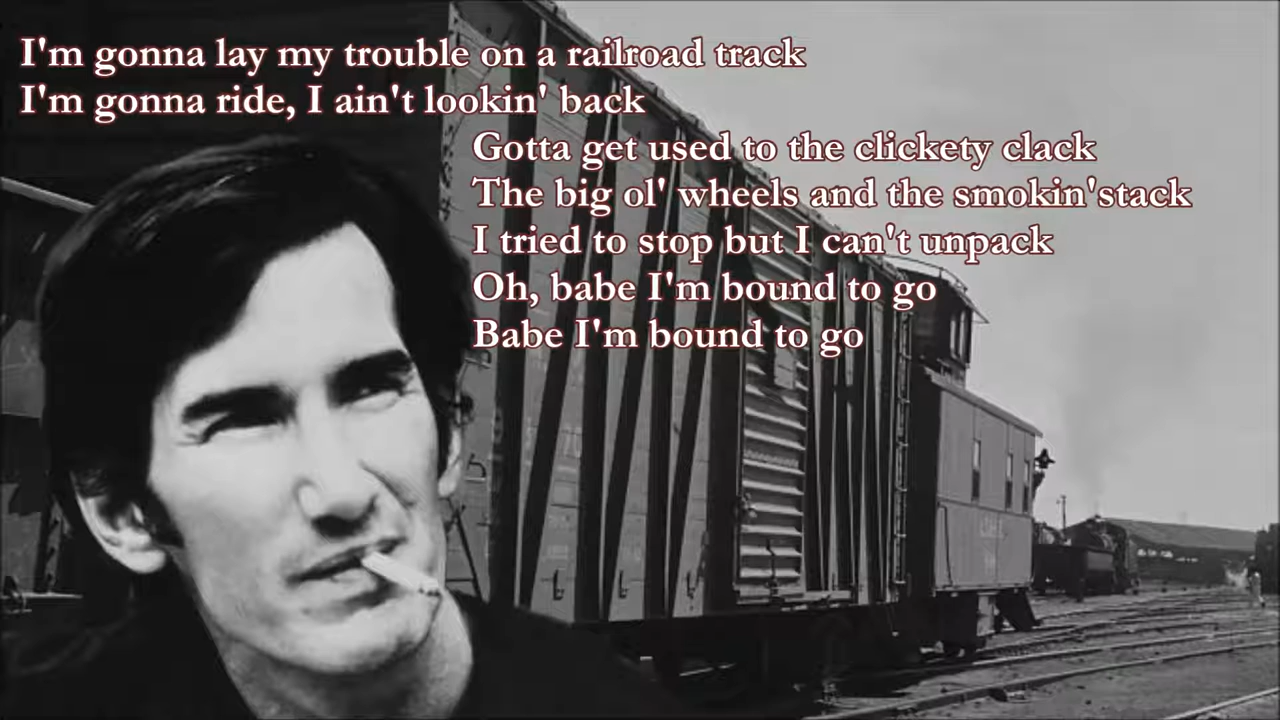 I'm gonna lay my trouble on a railroad track
I'm gonna ride, I ain't lookin' back
Gotta get used to the clickety clack
The big ol' wheels and the smokin'stack
I tried to stop but I can't unpack
Oh, babe I'm bound to go
Babe I'm bound to go